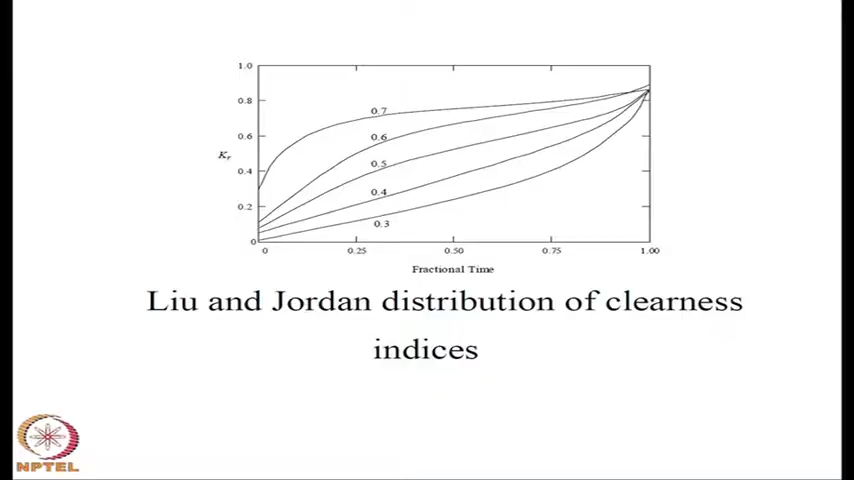 1.0
0.8
0.6
0.4
0.2
0
K_r
0.7
0.6
0.5
0.4
0.3
0 0.25 0.50 0.75 1.00
Fractional Time
Liu and Jordan distribution of clearness
indices
NPTEL